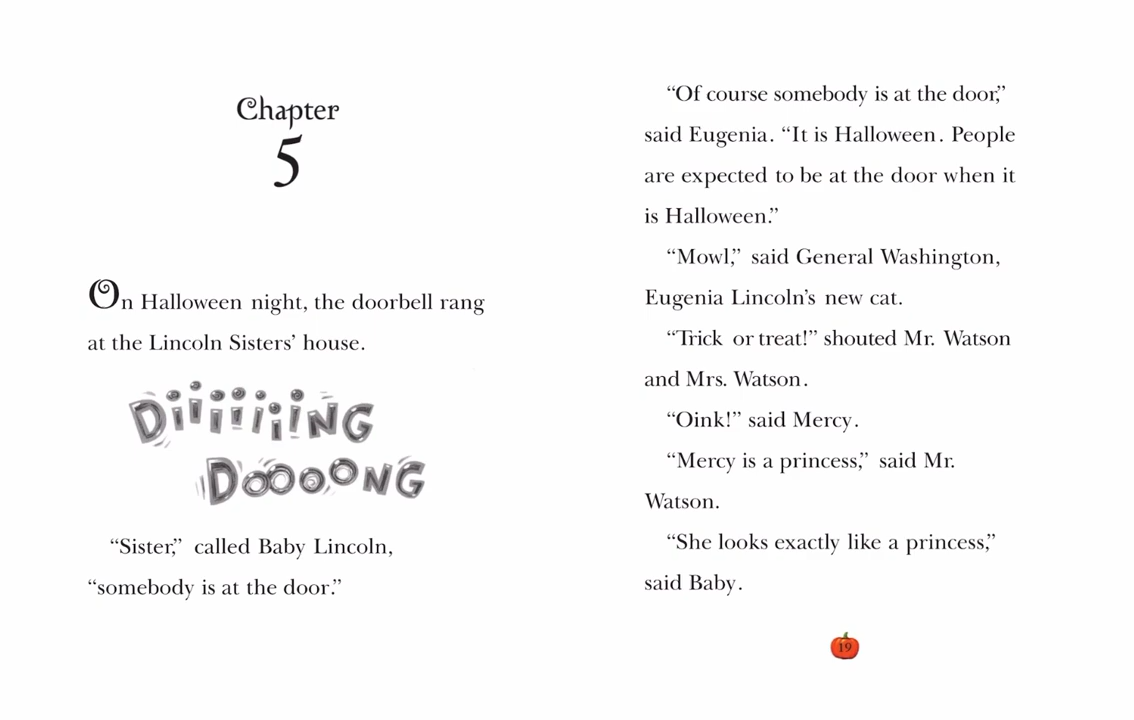 Chapter
5
On Halloween night, the doorbell rang
at the Lincoln Sisters’ house.
DiiiiiiiNG
DooooNG
“Sister,” called Baby Lincoln,
“somebody is at the door.”
“Of course somebody is at the door,”
said Eugenia. “It is Halloween. People
are expected to be at the door when it
is Halloween.”
“Mowl,” said General Washington,
Eugenia Lincoln’s new cat.
“Trick or treat!” shouted Mr. Watson
and Mrs. Watson.
“Oink!” said Mercy.
“Mercy is a princess,” said Mr.
Watson.
“She looks exactly like a princess,”
said Baby.
19